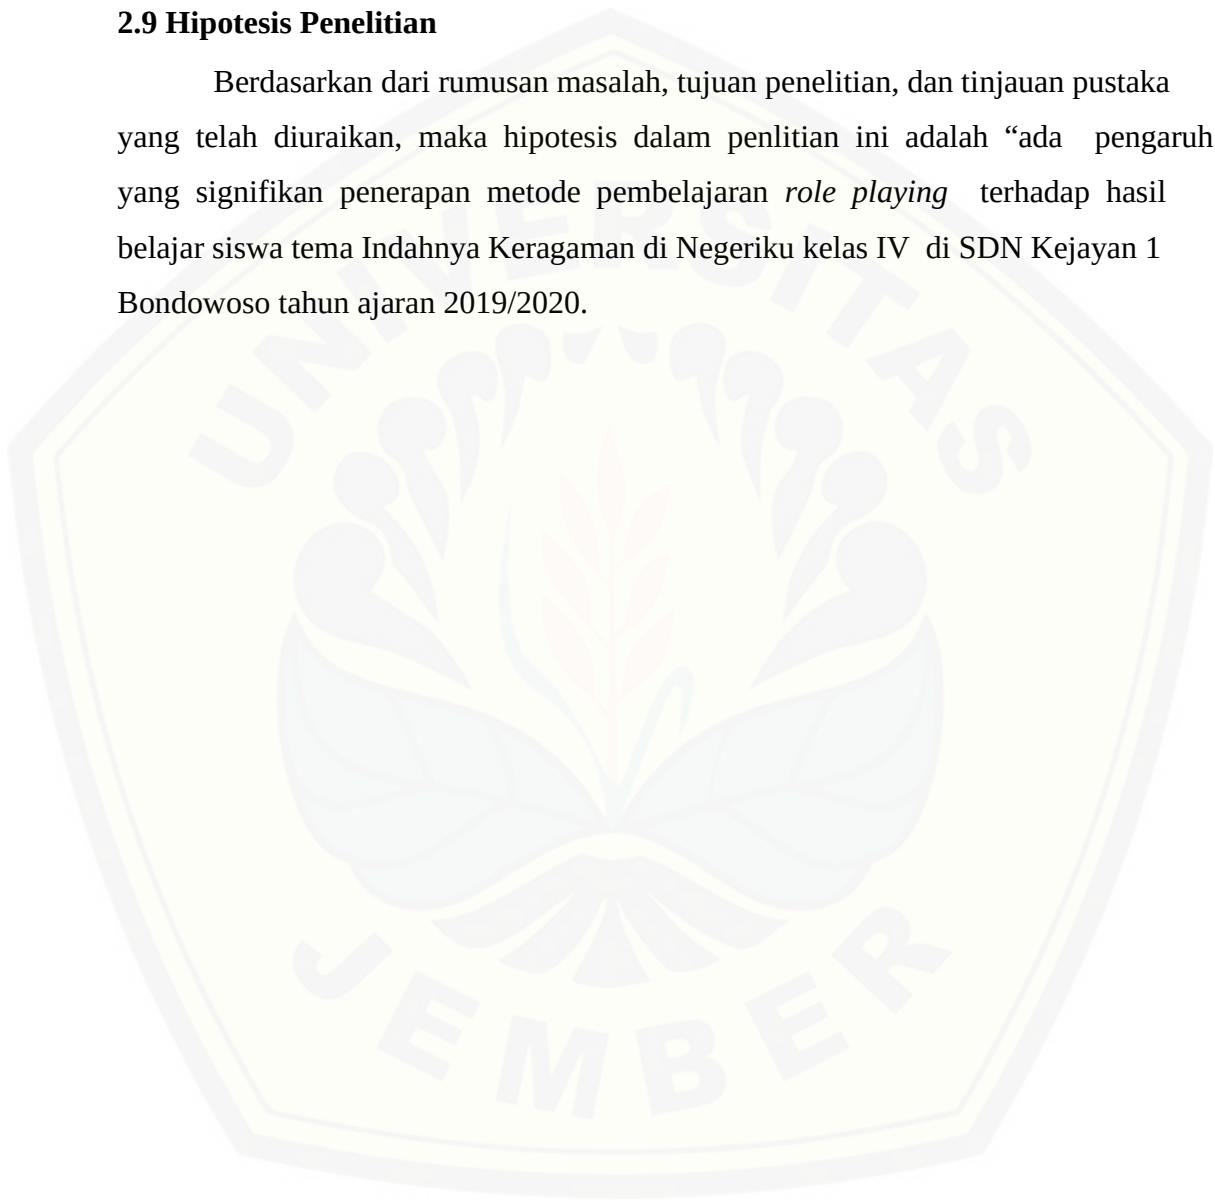 2.9 Hipotesis Penelitian
Berdasarkan dari rumusan masalah, tujuan penelitian, dan tinjauan pustaka
yang telah diuraikan, maka hipotesis dalam penlitian ini adalah “ada pengaruh
yang signifikan penerapan metode pembelajaran role playing terhadap hasil
belajar siswa tema Indahnya Keragaman di Negeriku kelas IV di SDN Kejayan 1
Bondowoso tahun ajaran 2019/2020.
UNIVERSITAS
JEMBER